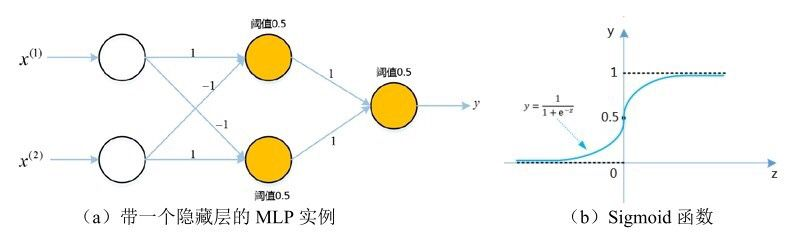 阈值0.5
x^{(1)}
1
-1
1
阈值0.5
y
-1
1
x^{(2)}
1
阈值0.5
(a)带一个隐藏层的 MLP 实例
y
1
y = \frac{1}{1+e^{-z}}
0.5
0
z
(b)Sigmoid 函数